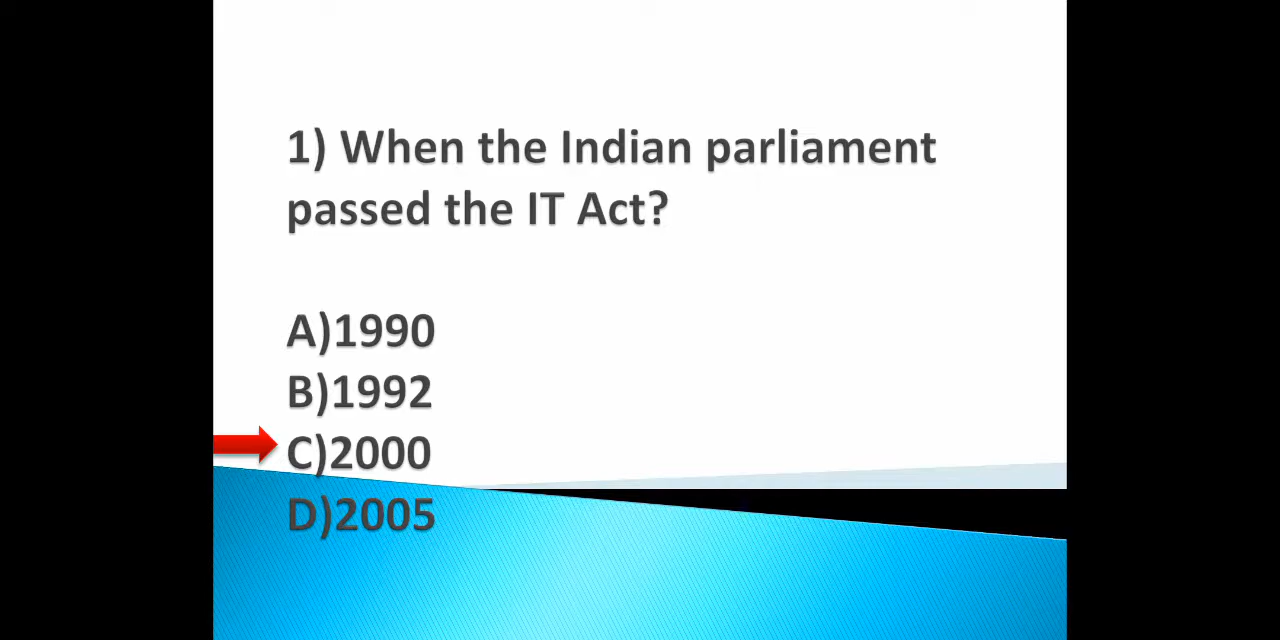 1) When the Indian parliament
passed the IT Act?
A)1990
B)1992
C)2000
D)2005